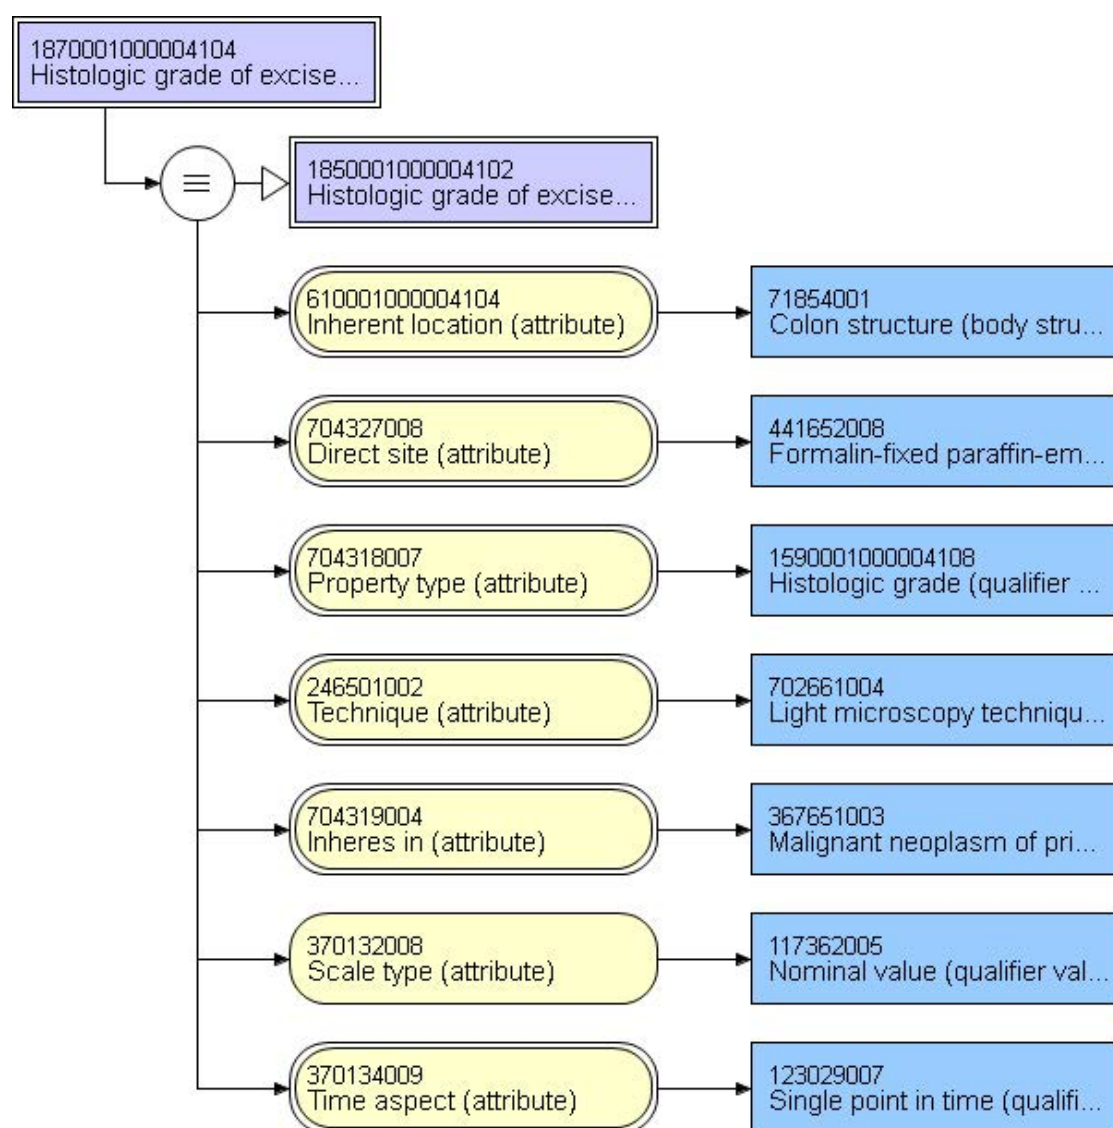 1870001000004104
Histologic grade of excise...
≡
1850001000004102
Histologic grade of excise...
610001000004104
Inherent location (attribute)
71854001
Colon structure (body stru...
704327008
Direct site (attribute)
441652008
Formalin-fixed paraffin-em...
704318007
Property type (attribute)
1590001000004108
Histologic grade (qualifier ...
246501002
Technique (attribute)
702661004
Light microscopy techniqu...
704319004
Inheres in (attribute)
367651003
Malignant neoplasm of pri...
370132008
Scale type (attribute)
117362005
Nominal value (qualifier val...
370134009
Time aspect (attribute)
123029007
Single point in time (qualifi...